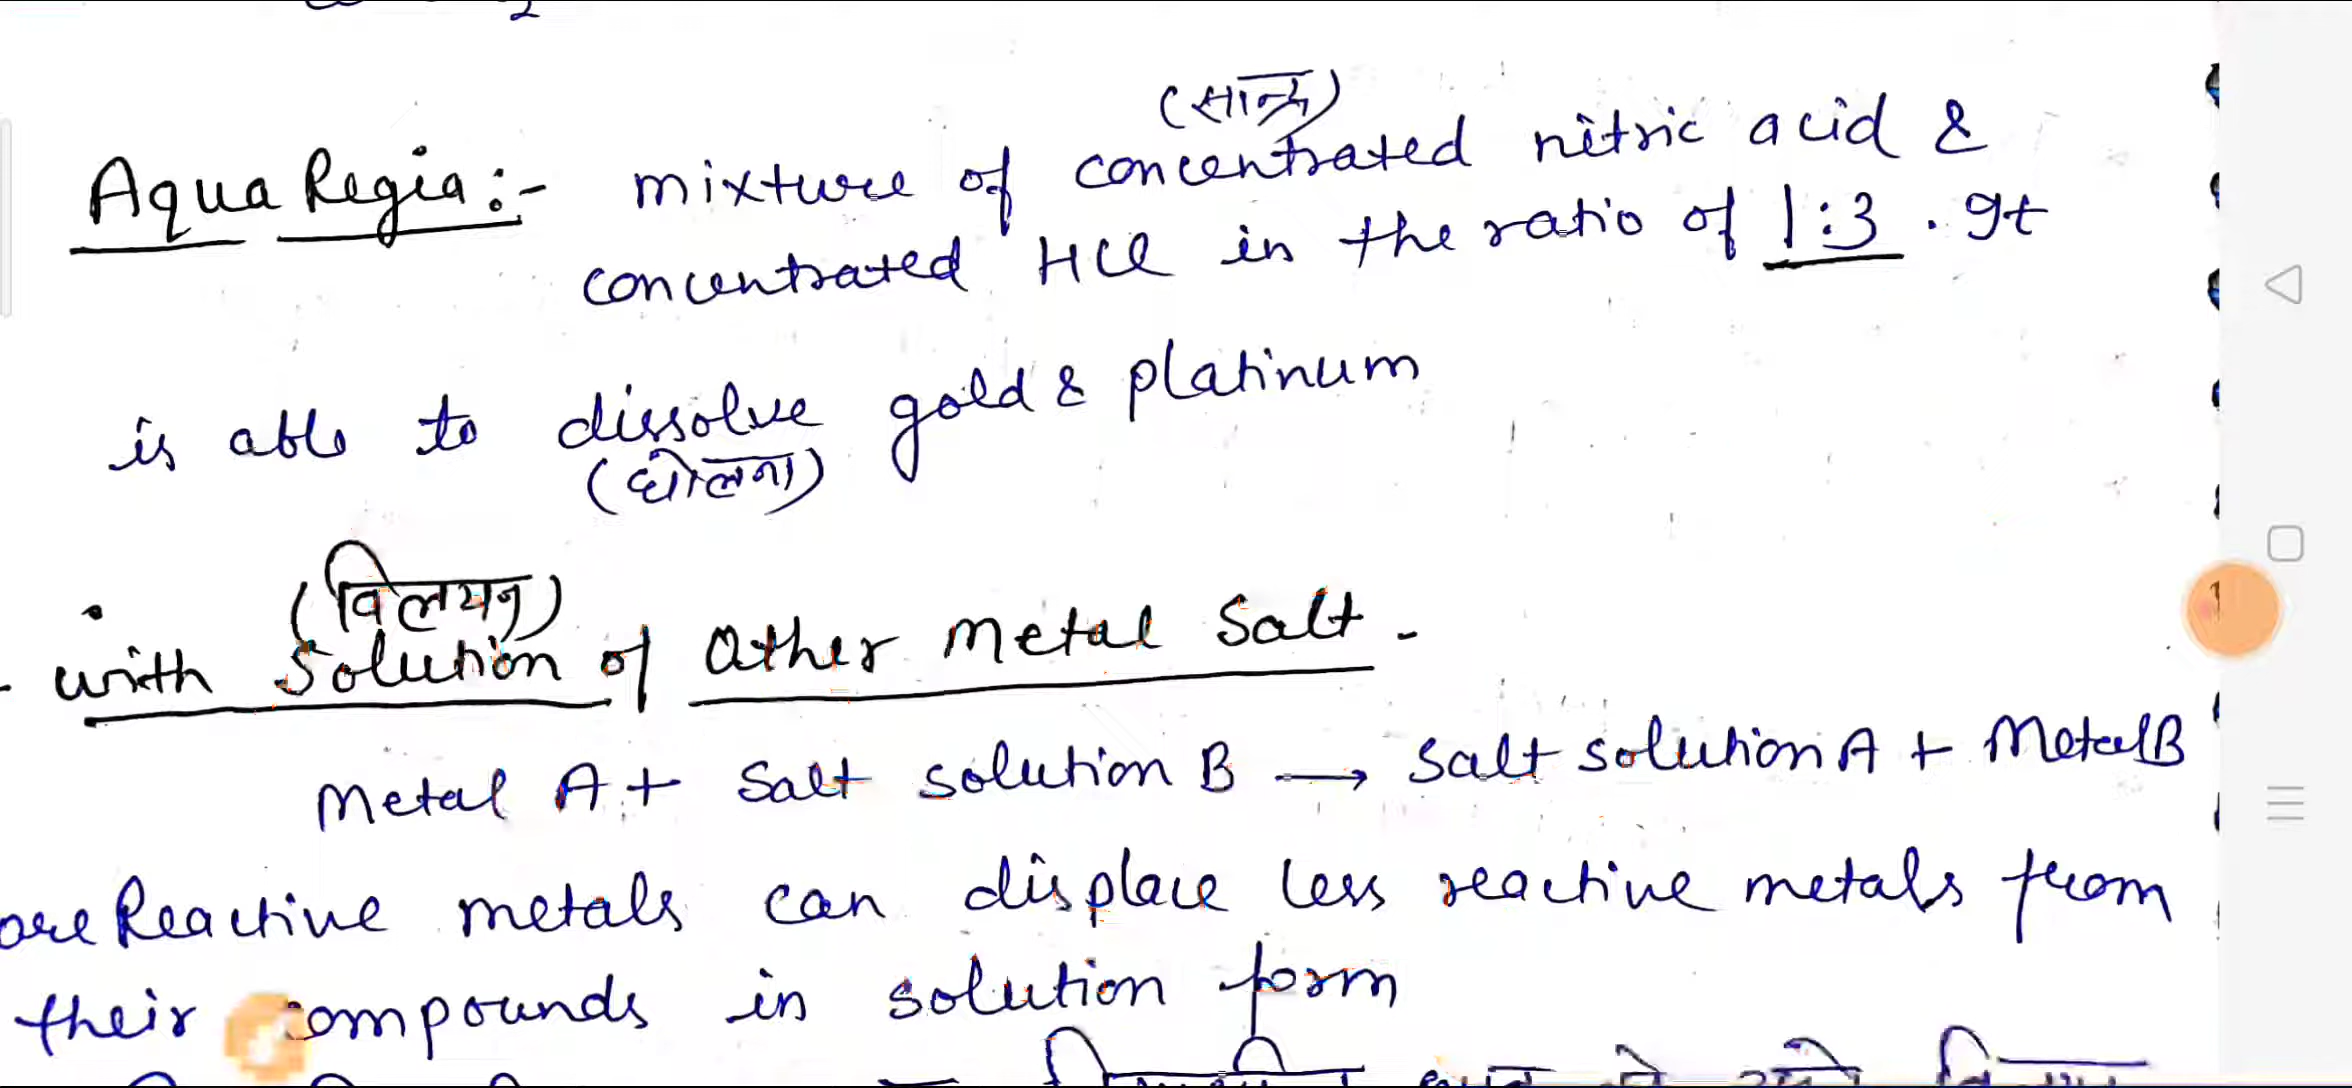 (सान्द्र)
Aqua Regia :- mixture of concentrated nitric acid &
concentrated HCl in the ratio of 1:3 . It
is able to dissolve gold & platinum
(घोलना)
(विलयन)
with Solution of Other Metal Salt -
Metal A + Salt solution B → Salt solution A + Metal B
Reactive metals can displace less reactive metals from
their compounds in solution form